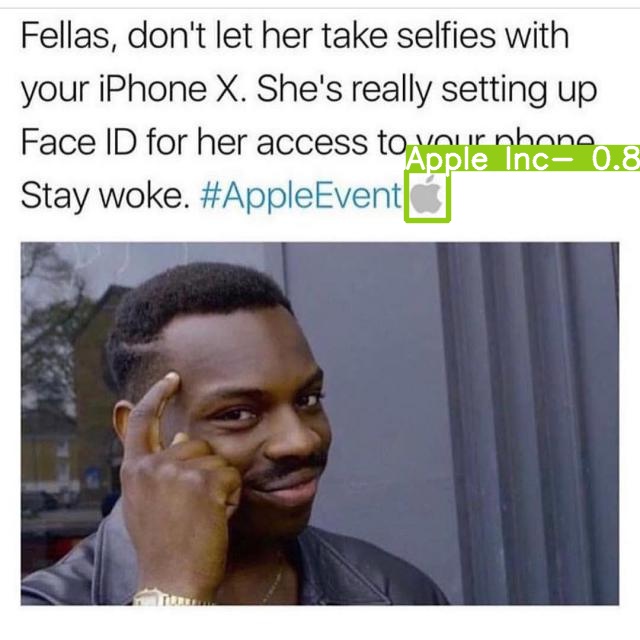 Fellas, don't let her take selfies with
your iPhone X. She's really setting up
Face ID for her access to your phone
Apple Inc- 0.8
Stay woke. #AppleEvent